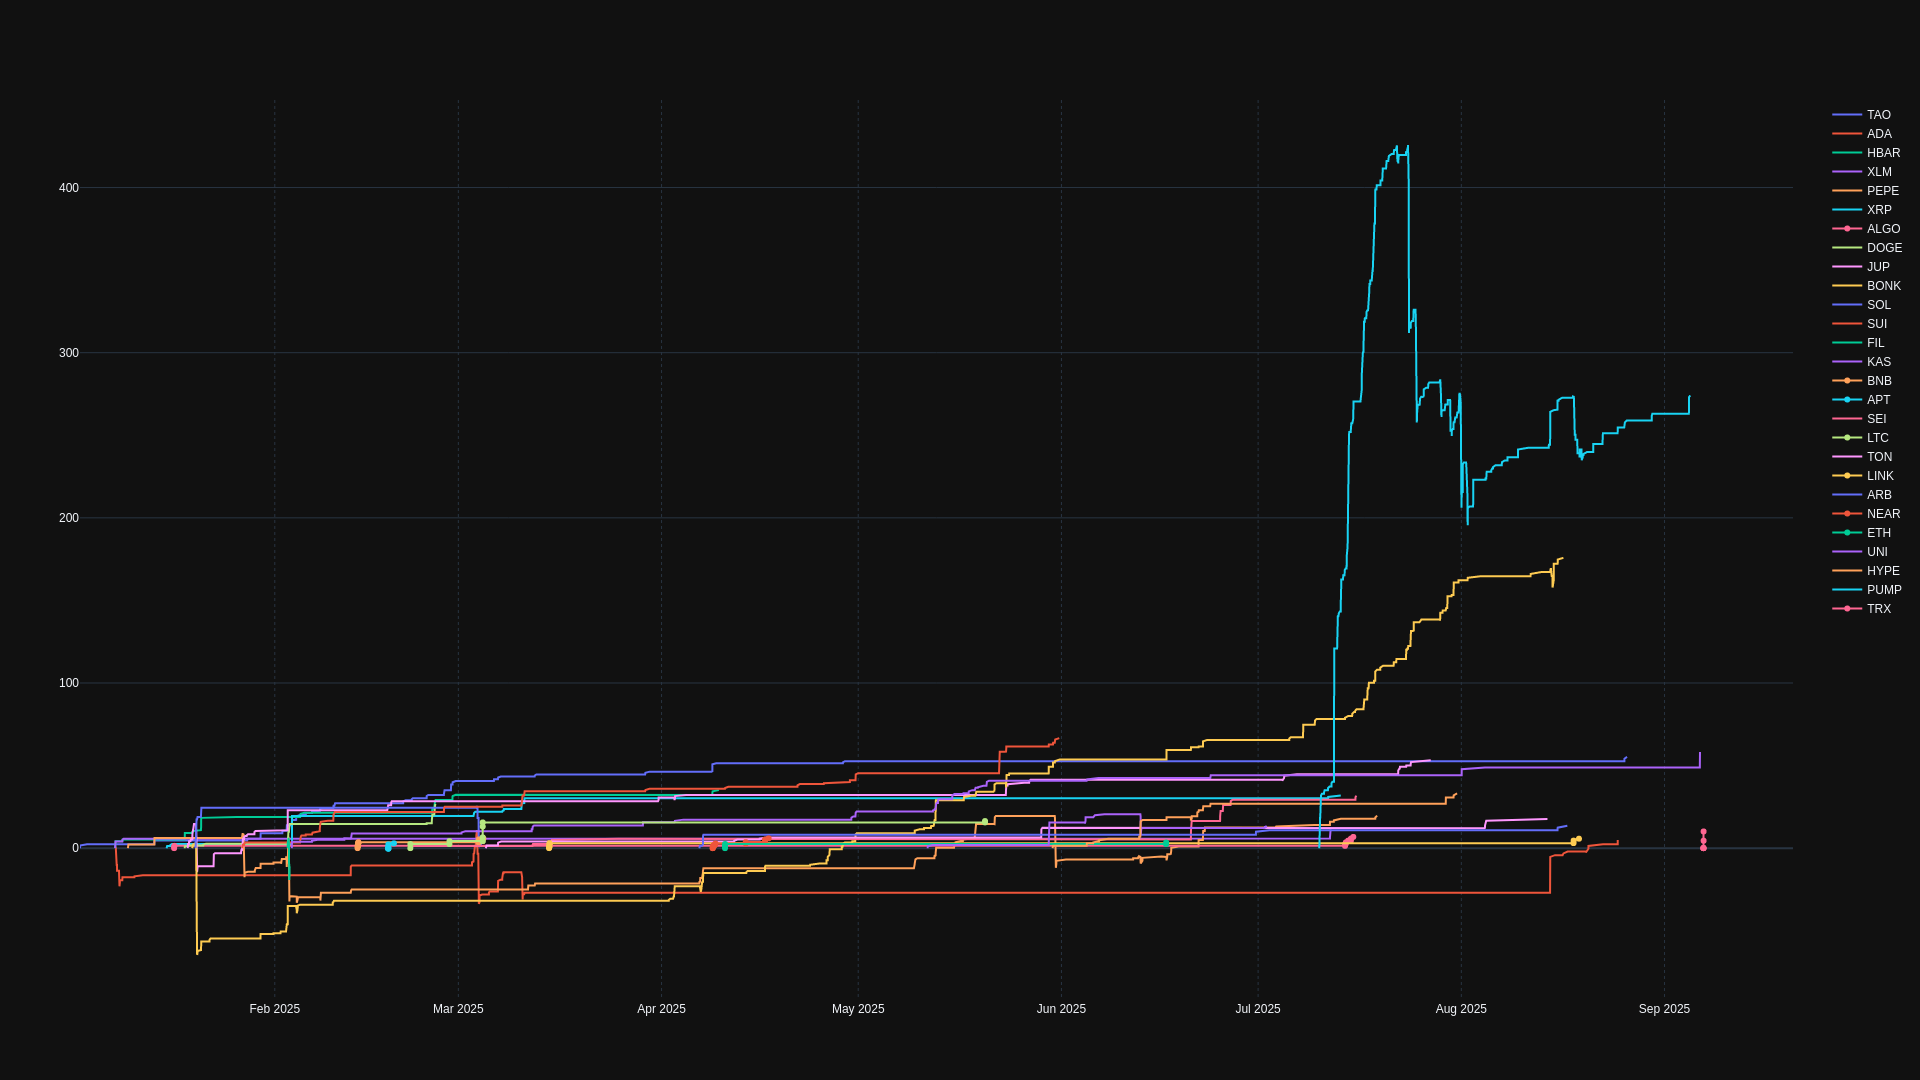 400
300
200
100
0
Feb 2025
Mar 2025
Apr 2025
May 2025
Jun 2025
Jul 2025
Aug 2025
Sep 2025
TAO
ADA
HBAR
XLM
PEPE
XRP
ALGO
DOGE
JUP
BONK
SOL
SUI
FIL
KAS
BNB
APT
SEI
LTC
TON
LINK
ARB
NEAR
ETH
UNI
HYPE
PUMP
TRX